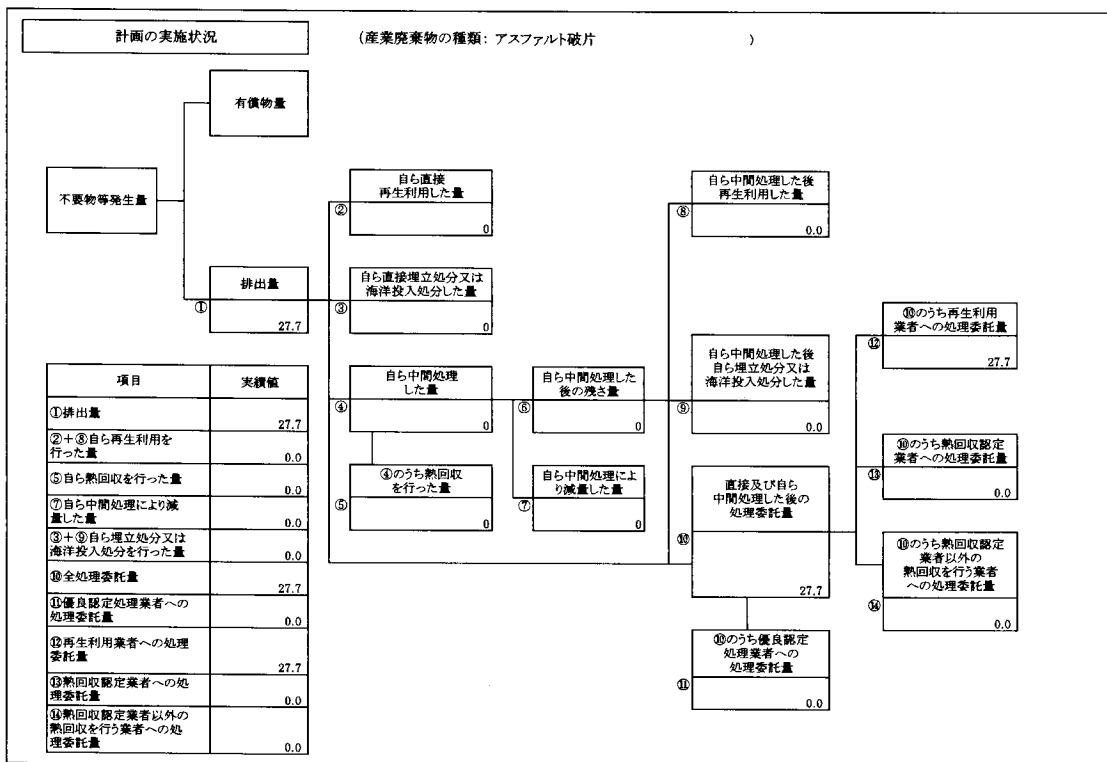 計画の実施状況
(産業廃棄物の種類: アスファルト破片 )
有償物量
不要物等発生量
排出量
①
27.7
自ら直接
再生利用した量
②
0
自ら直接埋立処分又は
海洋投入処分した量
③
0
自ら中間処理
した量
④
0
④のうち熱回収
を行った量
⑤
0
自ら中間処理した
後の残さ量
⑥
0
自ら中間処理によ
り減量した量
⑦
0
自ら中間処理した後
再生利用した量
⑧
0.0
自ら中間処理した後
自ら埋立処分又は
海洋投入処分した量
⑨
0.0
直接及び自ら
中間処理した後の
処理委託量
⑩
27.7
⑩のうち優良認定
処理業者への
処理委託量
⑪
0.0
⑩のうち再生利用
業者への処理委託量
⑫
27.7
⑩のうち熱回収認定
業者への処理委託量
⑬
0.0
⑩のうち熱回収認定
業者以外の
熱回収を行う業者
への処理委託量
⑭
0.0
項目 実績値
①排出量 27.7
②+⑧自ら再生利用を
行った量 0.0
⑤自ら熱回収を行った量 0.0
⑦自ら中間処理により減
量した量 0.0
③+⑨自ら埋立処分又は
海洋投入処分を行った量 0.0
⑩全処理委託量 27.7
⑪優良認定処理業者への
処理委託量 0.0
⑫再生利用業者への処理
委託量 27.7
⑬熱回収認定業者への処
理委託量 0.0
⑭熱回収認定業者以外の
熱回収を行う業者への処
理委託量 0.0